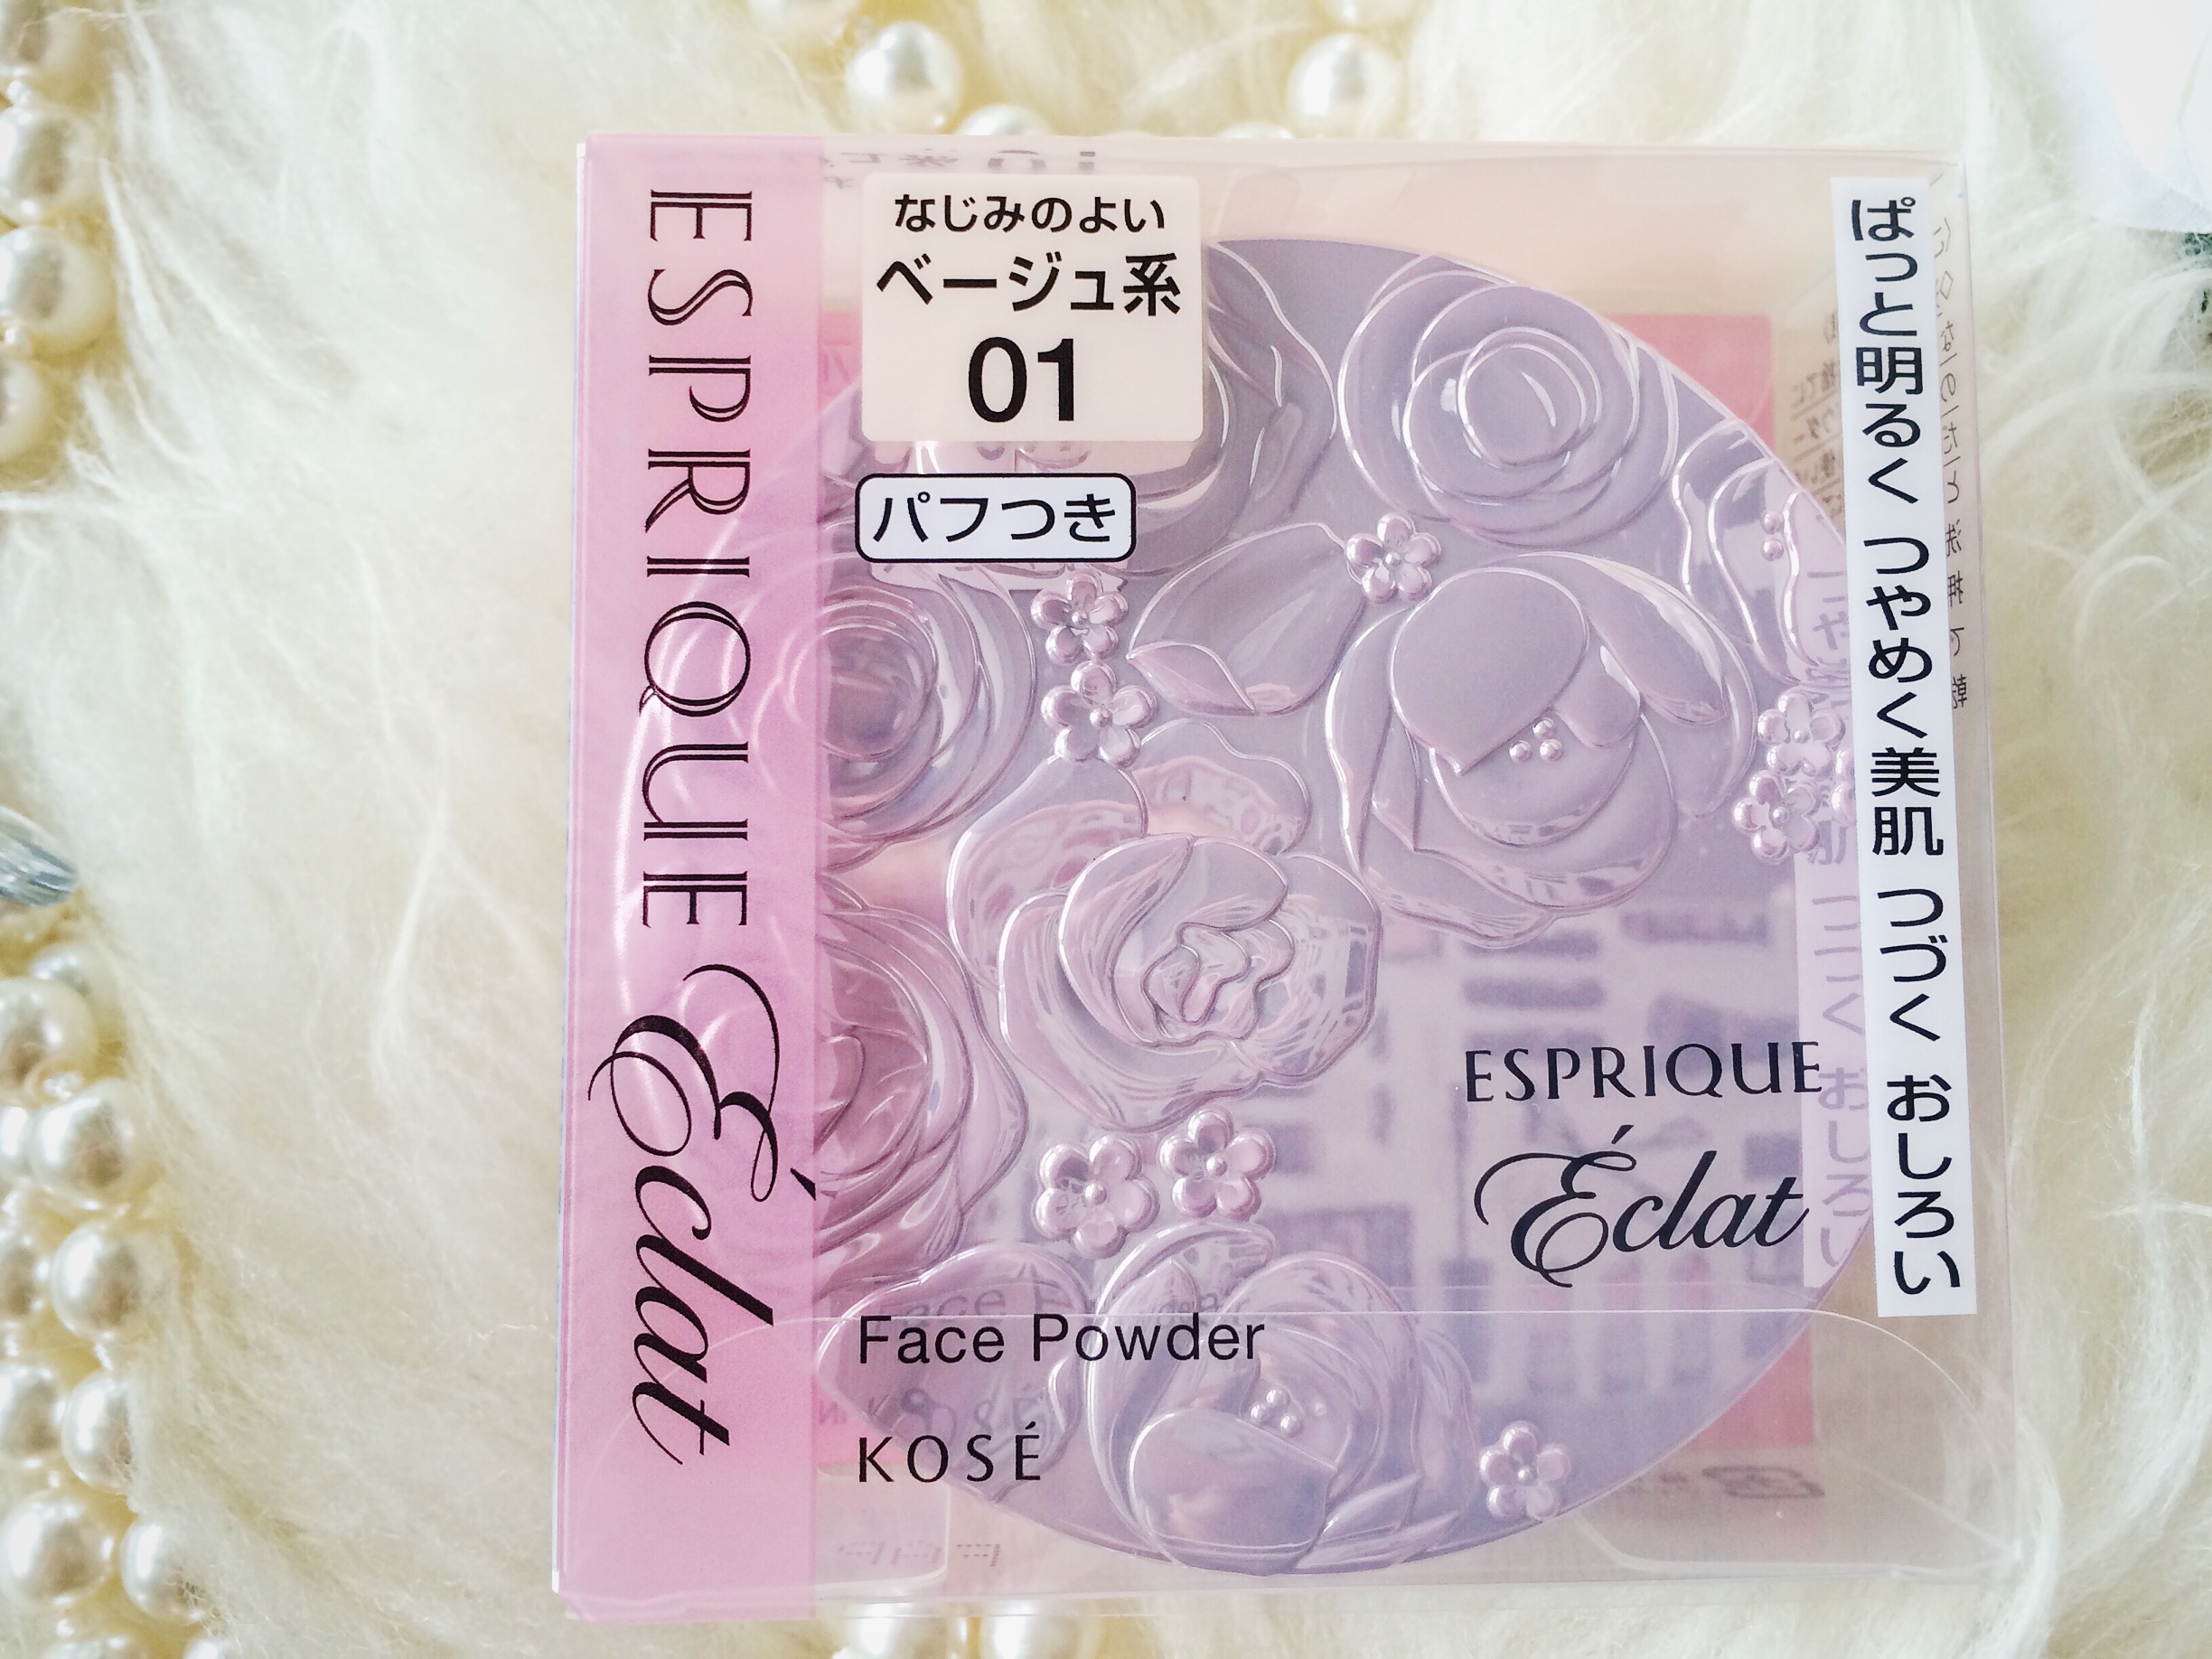 ESPRIQUE Éclat
なじみのよい
ベージュ系
01
パフつき
ぱっと明るく つやめく美肌 つづく おしろい
ESPRIQUE
Éclat
Face Powder
KOSÉ